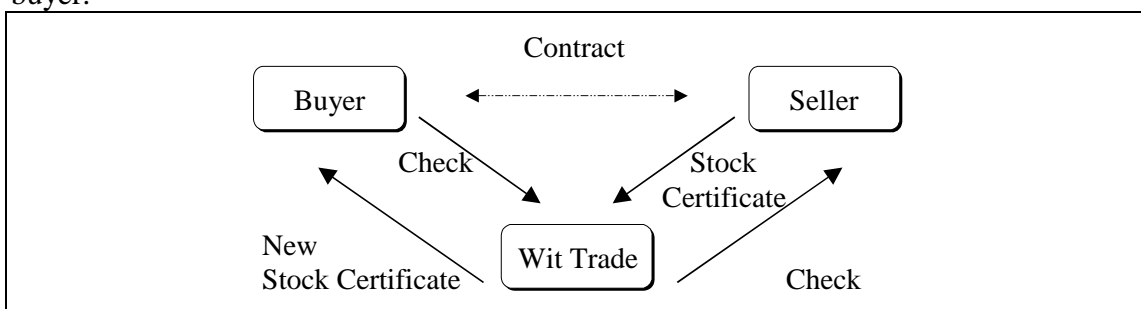 buyer.
Contract
Buyer
Seller
Check
Stock
Certificate
New
Stock Certificate
Wit Trade
Check